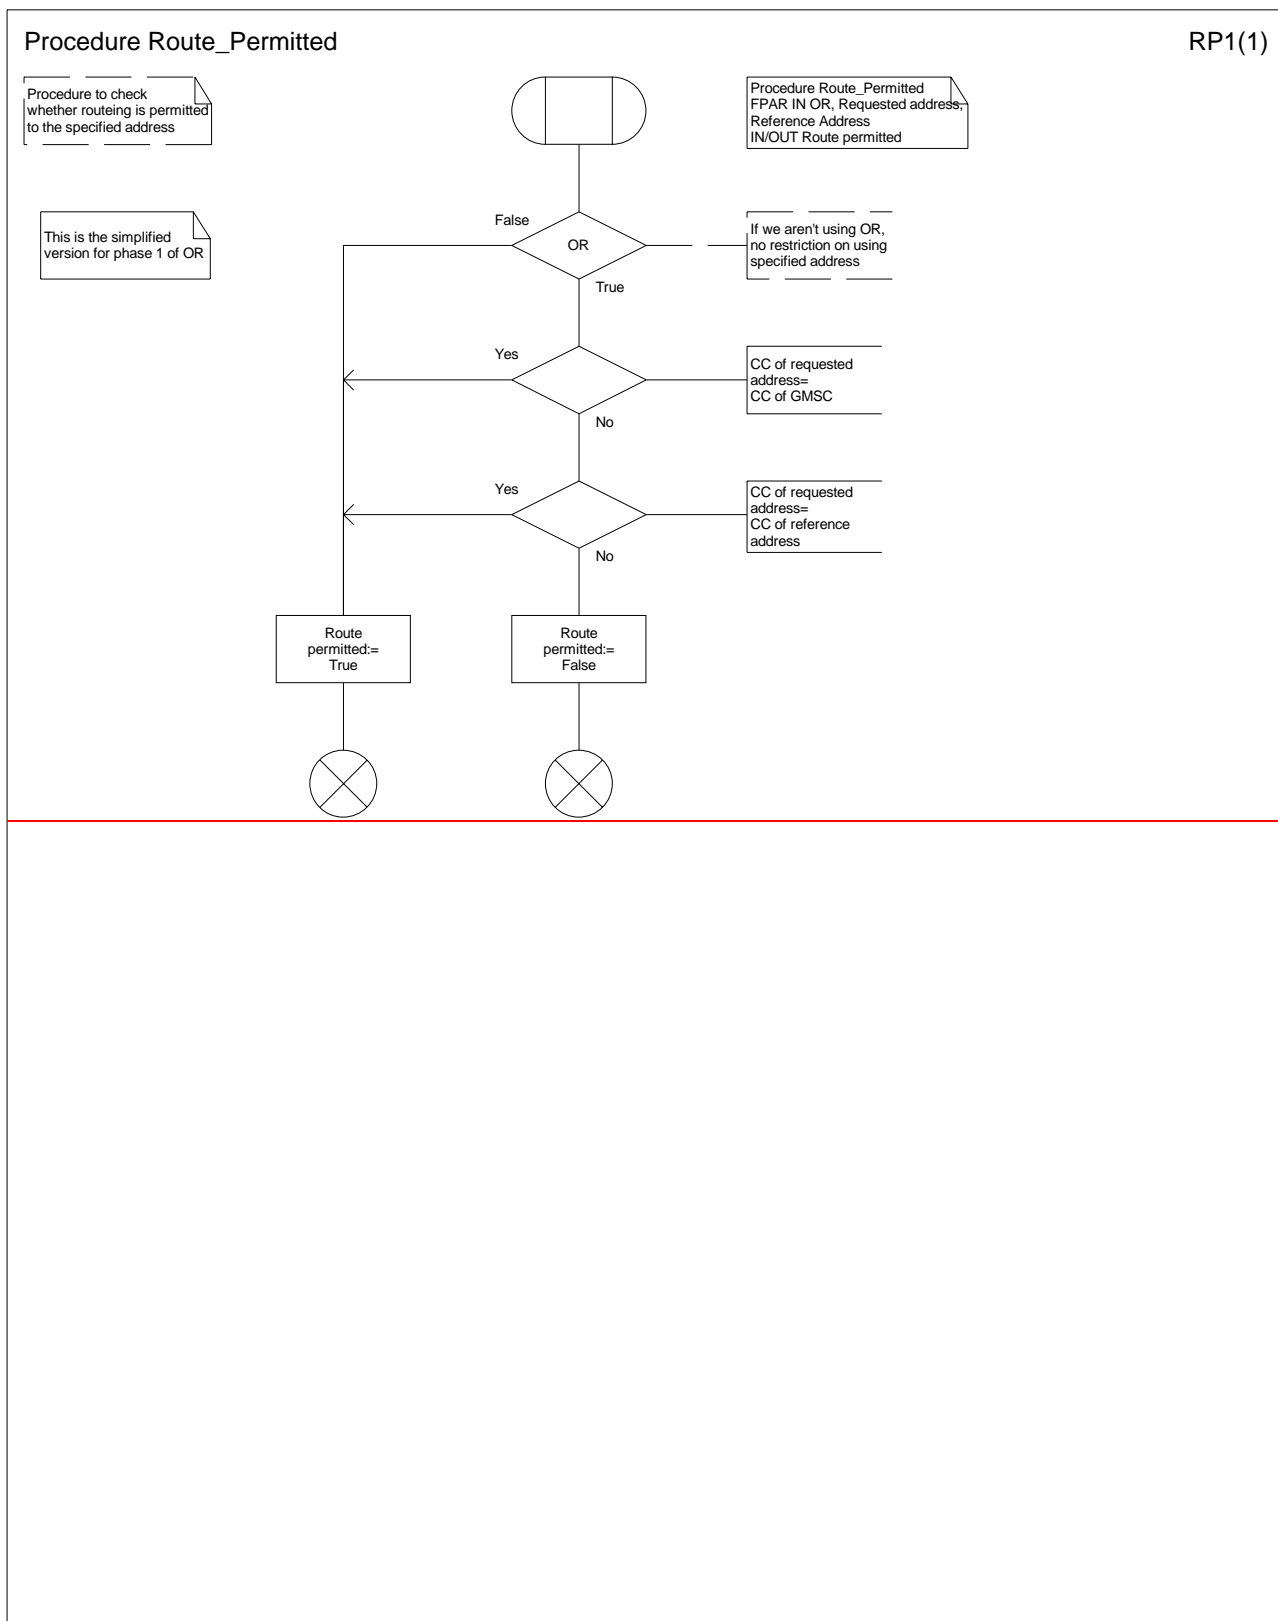 Procedure Route_Permitted
RP1(1)
Procedure to check
whether routeing is permitted
to the specified address
Procedure Route_Permitted
FPAR IN OR, Requested address,
Reference Address
IN/OUT Route permitted
This is the simplified
version for phase 1 of OR
False
OR
True
If we aren't using OR,
no restriction on using
specified address
Yes
No
CC of requested
address=
CC of GMSC
Yes
No
CC of requested
address=
CC of reference
address
Route
permitted:=
True
Route
permitted:=
False